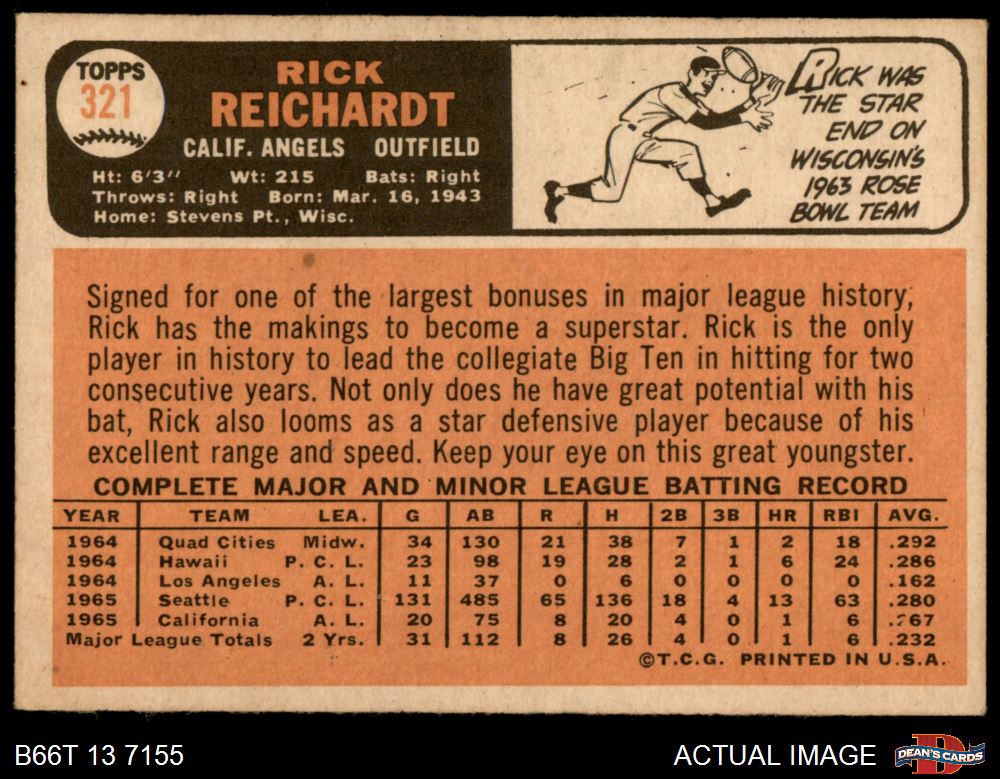 TOPPS
321
RICK
REICHARDT
CALIF. ANGELS OUTFIELD
Ht: 6'3" Wt: 215 Bats: Right
Throws: Right Born: Mar. 16, 1943
Home: Stevens Pt., Wisc.
RICK WAS
THE STAR
END ON
WISCONSIN'S
1963 ROSE
BOWL TEAM
Signed for one of the largest bonuses in major league history,
Rick has the makings to become a superstar. Rick is the only
player in history to lead the collegiate Big Ten in hitting for two
consecutive years. Not only does he have great potential with his
bat, Rick also looms as a star defensive player because of his
excellent range and speed. Keep your eye on this great youngster.
COMPLETE MAJOR AND MINOR LEAGUE BATTING RECORD
YEAR TEAM LEA. G AB R H 2B 3B HR RBI AVG.
1964 Quad Cities Midw. 34 130 21 38 7 1 2 18 .292
1964 Hawaii P. C. L. 23 98 19 28 2 1 6 24 .286
1964 Los Angeles A. L. 11 37 0 6 0 0 0 0 .162
1965 Seattle P. C. L. 131 485 65 136 18 4 13 63 .280
1965 California A. L. 20 75 8 20 4 0 1 6 .267
Major League Totals 2 Yrs. 31 112 8 26 4 0 1 6 .232
©T.C.G. PRINTED IN U.S.A.
B66T 13 7155 ACTUAL IMAGE DEAN'S CARDS